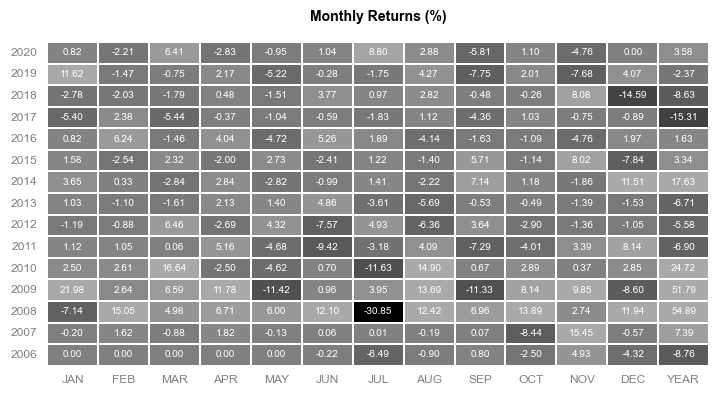 Monthly Returns (%)
2020 0.82 -2.21 6.41 -2.83 -0.95 1.04 8.80 2.88 -5.81 1.10 -4.76 0.00 3.58
2019 11.62 -1.47 -0.75 2.17 -5.22 -0.28 -1.75 4.27 -7.75 2.01 -7.68 4.07 -2.37
2018 -2.78 -2.03 -1.79 0.48 -1.51 3.77 0.97 2.82 -0.48 -0.26 8.08 -14.59 -8.63
2017 -5.40 2.38 -5.44 -0.37 -1.04 -0.59 -1.83 1.12 -4.36 1.03 -0.75 -0.89 -15.31
2016 0.82 6.24 -1.46 4.04 -4.72 5.26 1.89 -4.14 -1.63 -1.09 -4.76 1.97 1.63
2015 1.58 -2.54 2.32 -2.00 2.73 -2.41 1.22 -1.40 5.71 -1.14 8.02 -7.84 3.34
2014 3.65 0.33 -2.84 2.84 -2.82 -0.99 1.41 -2.22 7.14 1.18 -1.86 11.51 17.63
2013 1.03 -1.10 -1.61 2.13 1.40 4.86 -3.61 -5.69 -0.53 -0.49 -1.39 -1.53 -6.71
2012 -1.19 -0.88 6.46 -2.69 4.32 -7.57 4.93 -6.36 3.64 -2.90 -1.36 -1.05 -5.58
2011 1.12 1.05 0.06 5.16 -4.68 -9.42 -3.18 4.09 -7.29 -4.01 3.39 8.14 -6.90
2010 2.50 2.61 16.64 -2.50 -4.62 0.70 -11.63 14.90 0.67 2.89 0.37 2.85 24.72
2009 21.98 2.64 6.59 11.78 -11.42 0.96 3.95 13.69 -11.33 8.14 9.85 -8.60 51.79
2008 -7.14 15.05 4.98 6.71 6.00 12.10 -30.85 12.42 6.96 13.89 2.74 11.94 54.89
2007 -0.20 1.62 -0.88 1.82 -0.13 0.06 0.01 -0.19 0.07 -8.44 15.45 -0.57 7.39
2006 0.00 0.00 0.00 0.00 0.00 -0.22 -6.49 -0.90 0.80 -2.50 4.93 -4.32 -8.76
JAN FEB MAR APR MAY JUN JUL AUG SEP OCT NOV DEC YEAR